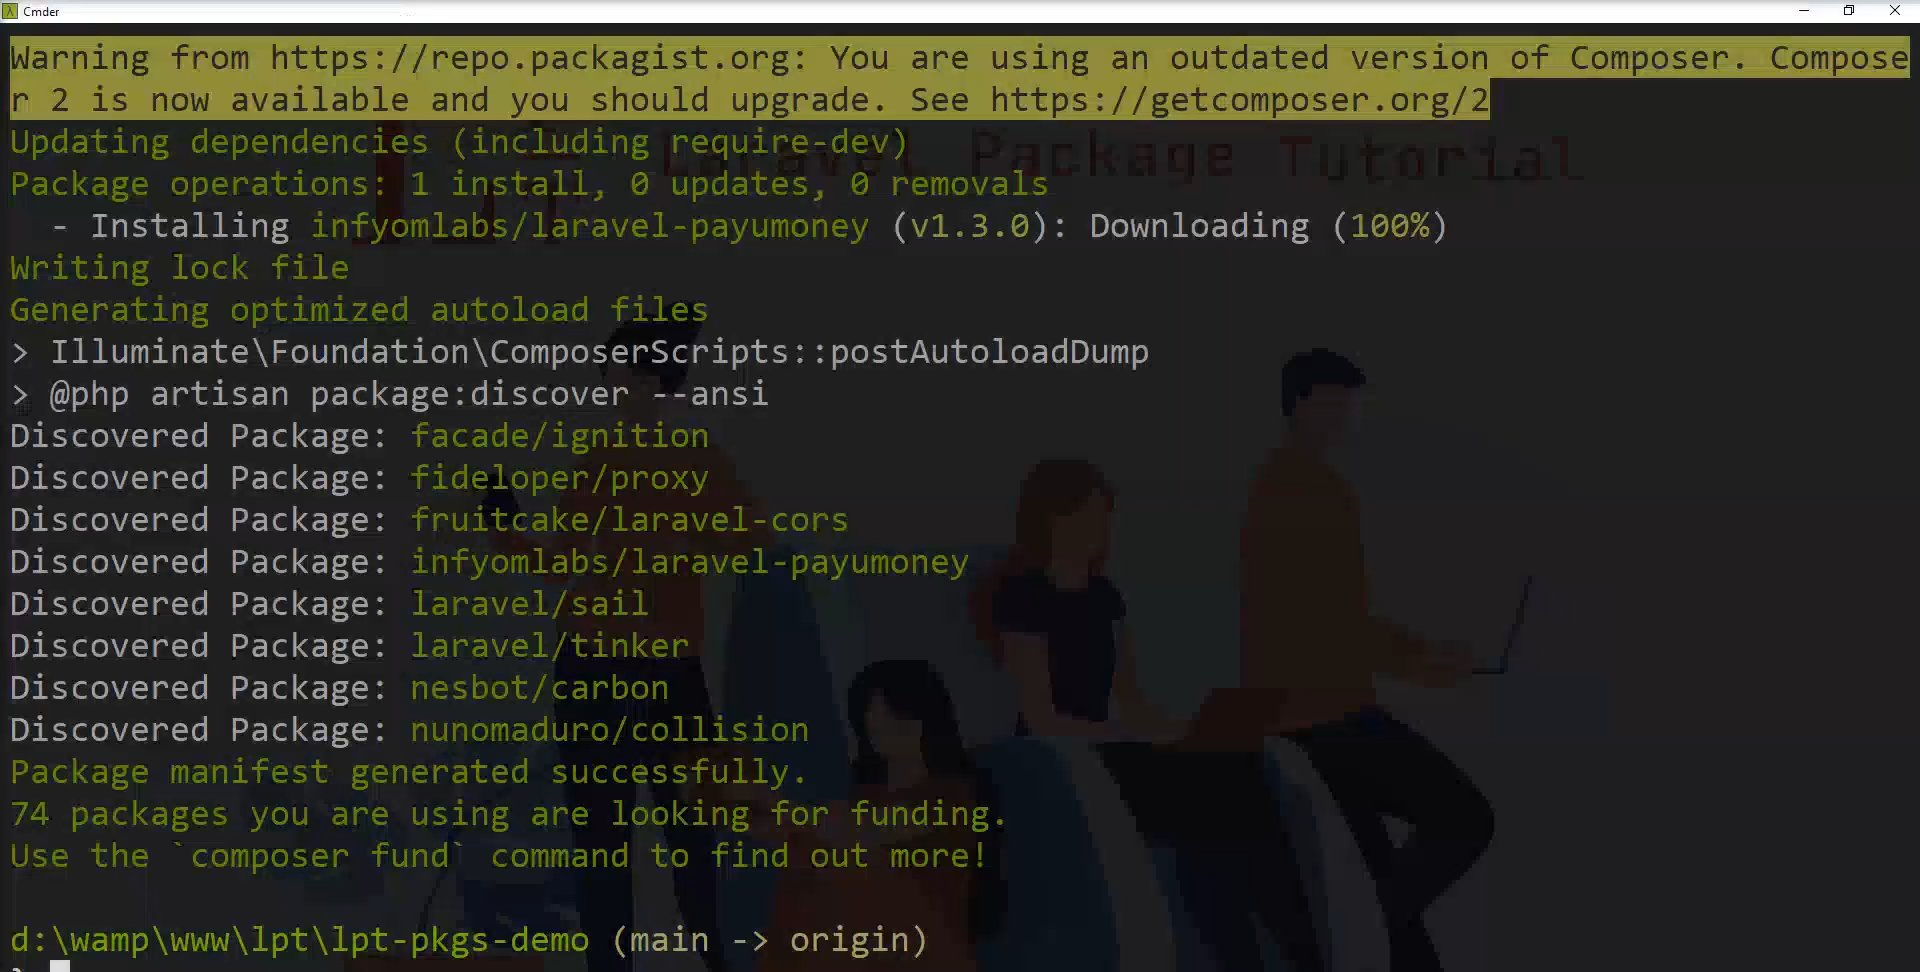 Cmder
Warning from https://repo.packagist.org: You are using an outdated version of Composer. Compose
r 2 is now available and you should upgrade. See https://getcomposer.org/2
Updating dependencies (including require-dev)
Laravel Package Tutorial
Package operations: 1 install, 0 updates, 0 removals
- Installing infyomlabs/laravel-payumoney (v1.3.0): Downloading (100%)
Writing lock file
Generating optimized autoload files
> Illuminate\Foundation\ComposerScripts::postAutoloadDump
> @php artisan package:discover --ansi
Discovered Package: facade/ignition
Discovered Package: fideloper/proxy
Discovered Package: fruitcake/laravel-cors
Discovered Package: infyomlabs/laravel-payumoney
Discovered Package: laravel/sail
Discovered Package: laravel/tinker
Discovered Package: nesbot/carbon
Discovered Package: nunomaduro/collision
Package manifest generated successfully.
74 packages you are using are looking for funding.
Use the `composer fund` command to find out more!
d:\wamp\www\lpt\lpt-pkgs-demo (main -> origin)